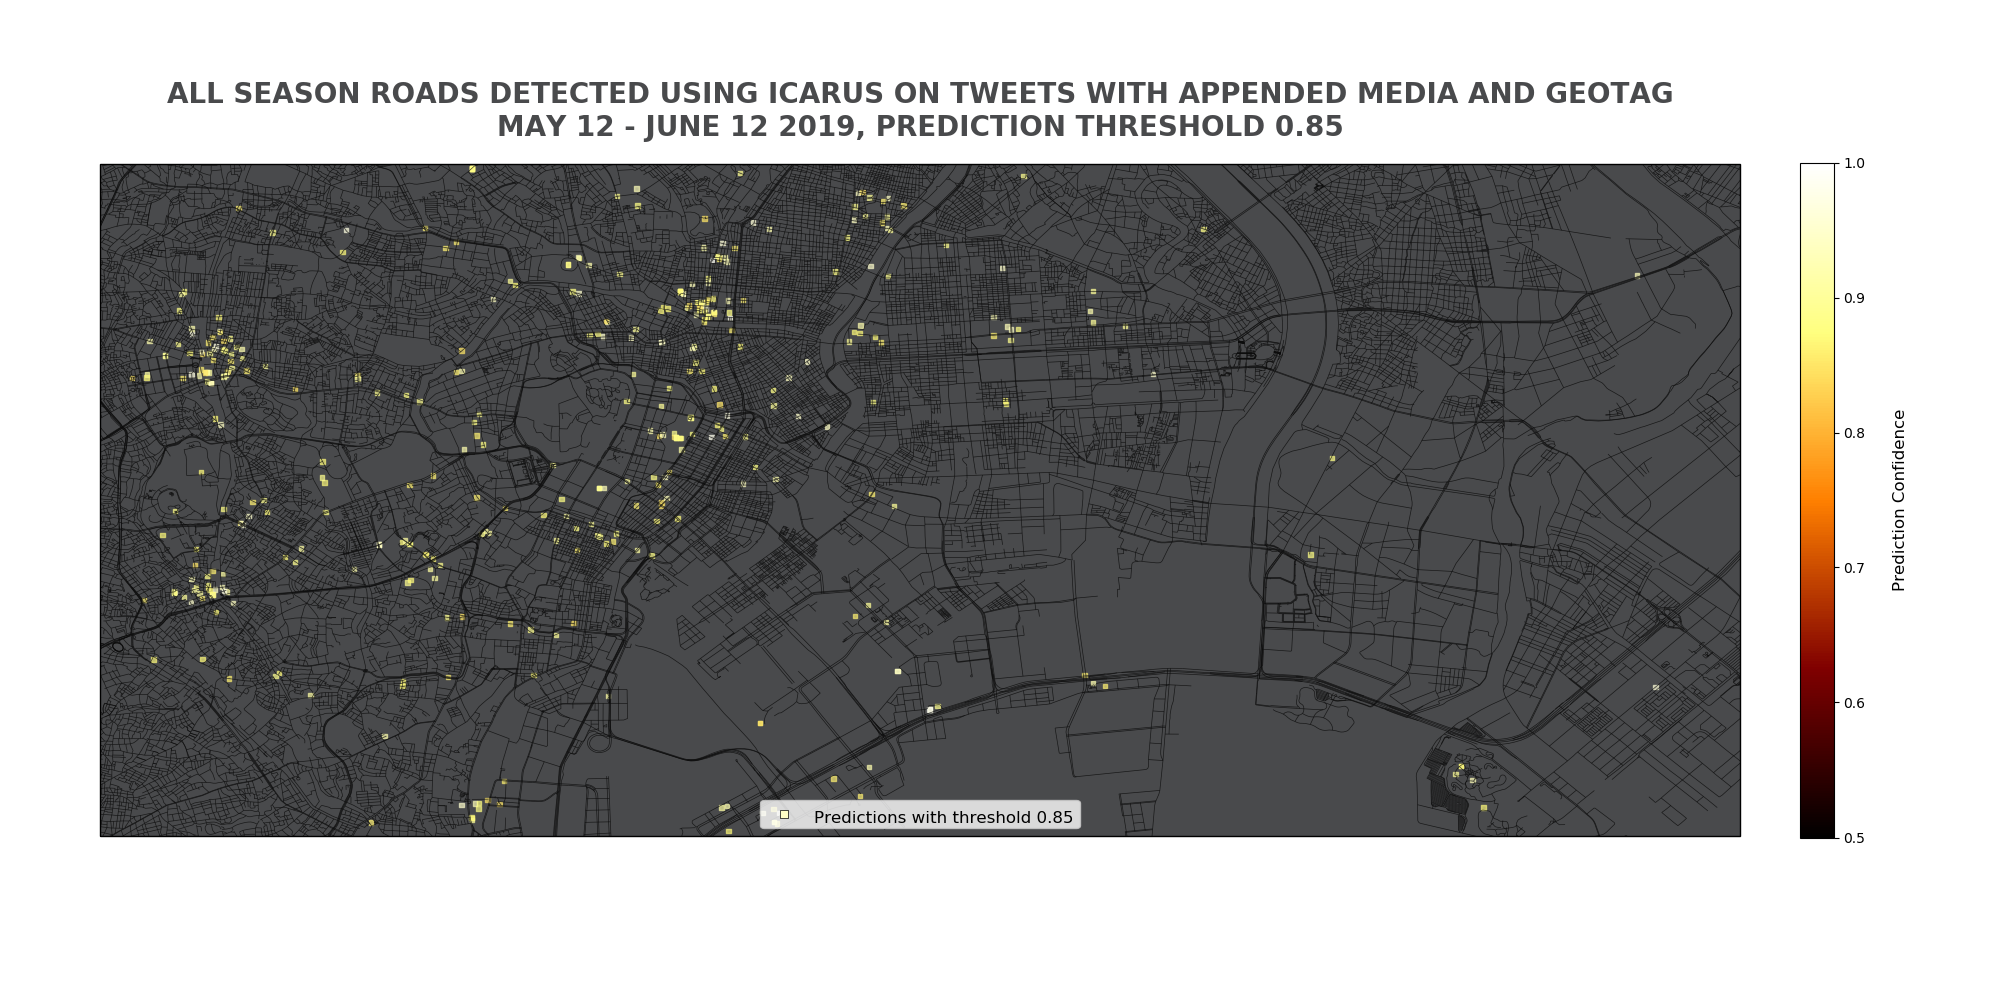 ALL SEASON ROADS DETECTED USING ICARUS ON TWEETS WITH APPENDED MEDIA AND GEOTAG
MAY 12 - JUNE 12 2019, PREDICTION THRESHOLD 0.85
1.0
0.9
0.8
0.7
0.6
0.5
Prediction Confidence
Predictions with threshold 0.85